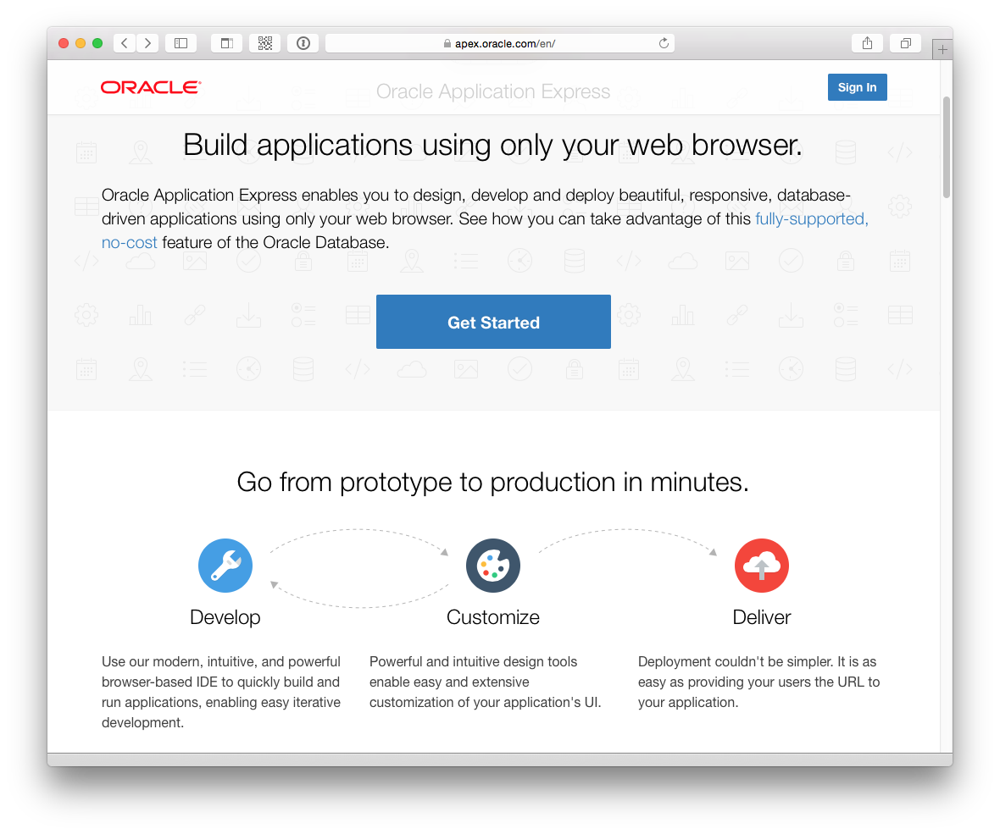 apex.oracle.com/en/
ORACLE
Oracle Application Express
Sign In
Build applications using only your web browser.
Oracle Application Express enables you to design, develop and deploy beautiful, responsive, database-
driven applications using only your web browser. See how you can take advantage of this fully-supported,
no-cost feature of the Oracle Database.
Get Started
Go from prototype to production in minutes.
Develop
Customize
Deliver
Use our modern, intuitive, and powerful
browser-based IDE to quickly build and
run applications, enabling easy iterative
development.
Powerful and intuitive design tools
enable easy and extensive
customization of your application's UI.
Deployment couldn't be simpler. It is as
easy as providing your users the URL to
your application.